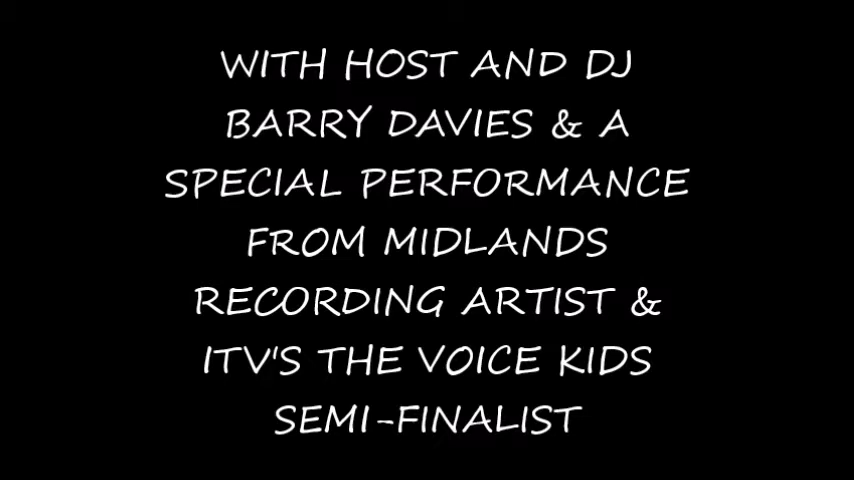 WITH HOST AND DJ
BARRY DAVIES & A
SPECIAL PERFORMANCE
FROM MIDLANDS
RECORDING ARTIST &
ITV'S THE VOICE KIDS
SEMI-FINALIST